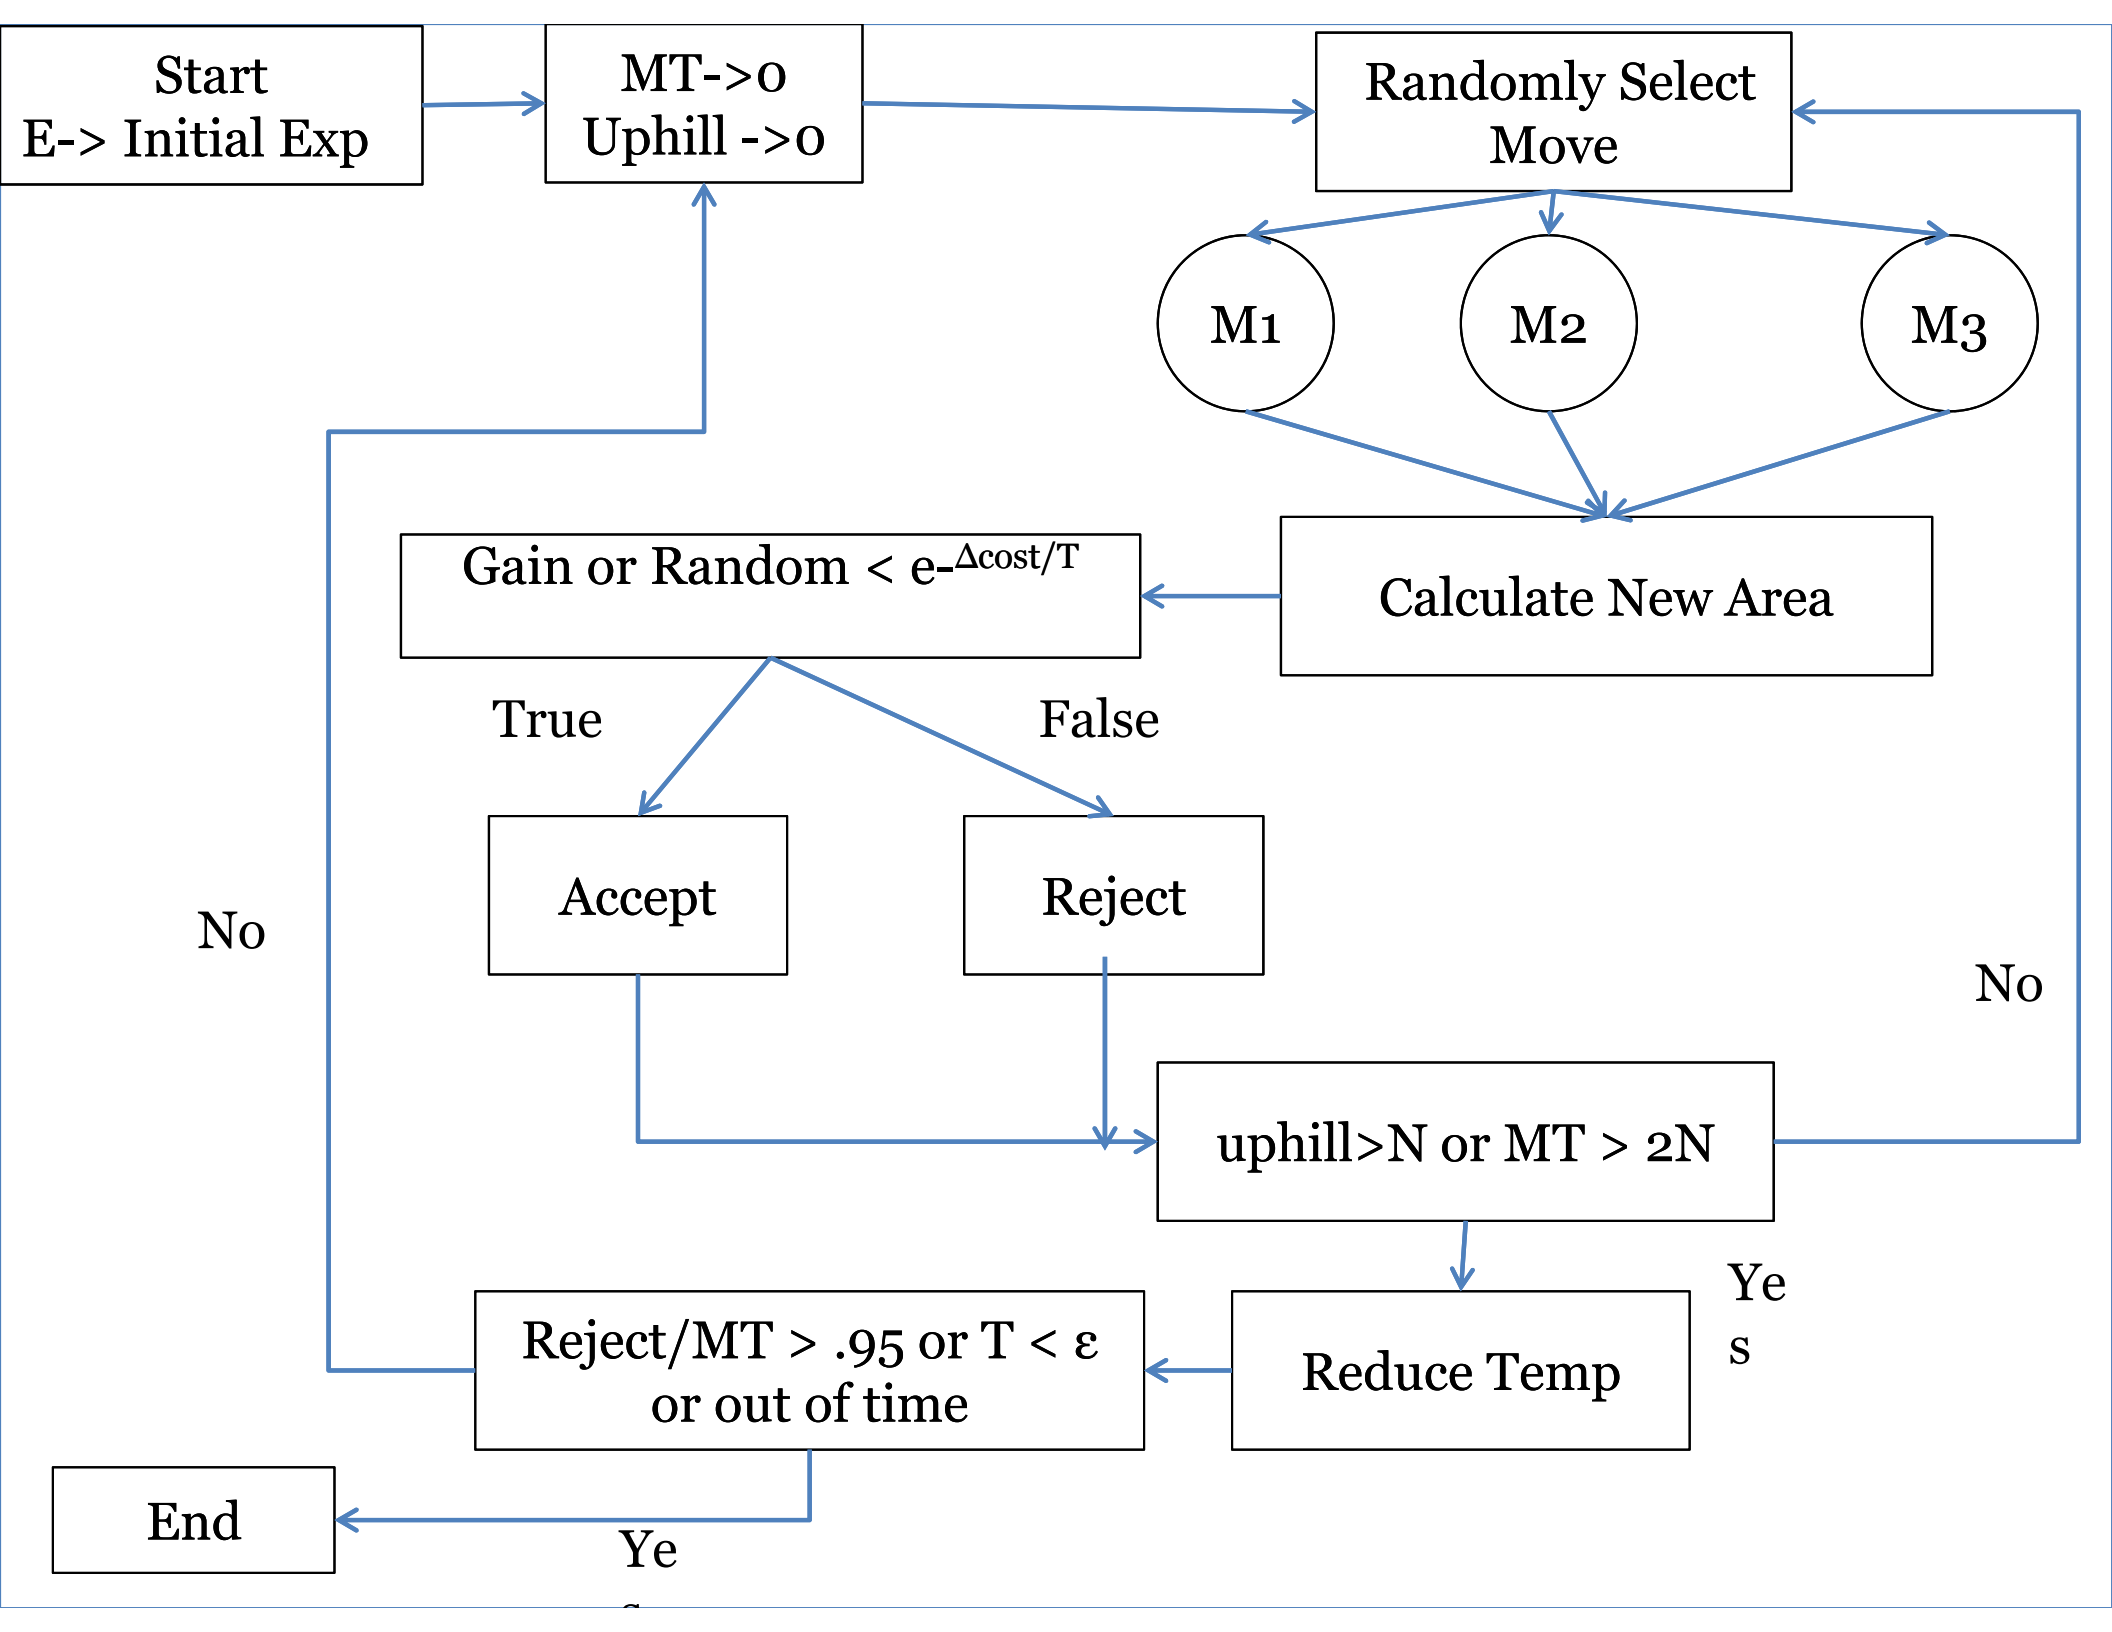 Start
E-> Initial Exp
MT->0
Uphill ->0
Randomly Select
Move
M1
M2
M3
Gain or Random < e-Δcost/T
Calculate New Area
True
False
Accept
Reject
No
No
uphill>N or MT > 2N
Ye
s
Reject/MT > .95 or T < ε
or out of time
Reduce Temp
End
Ye
s